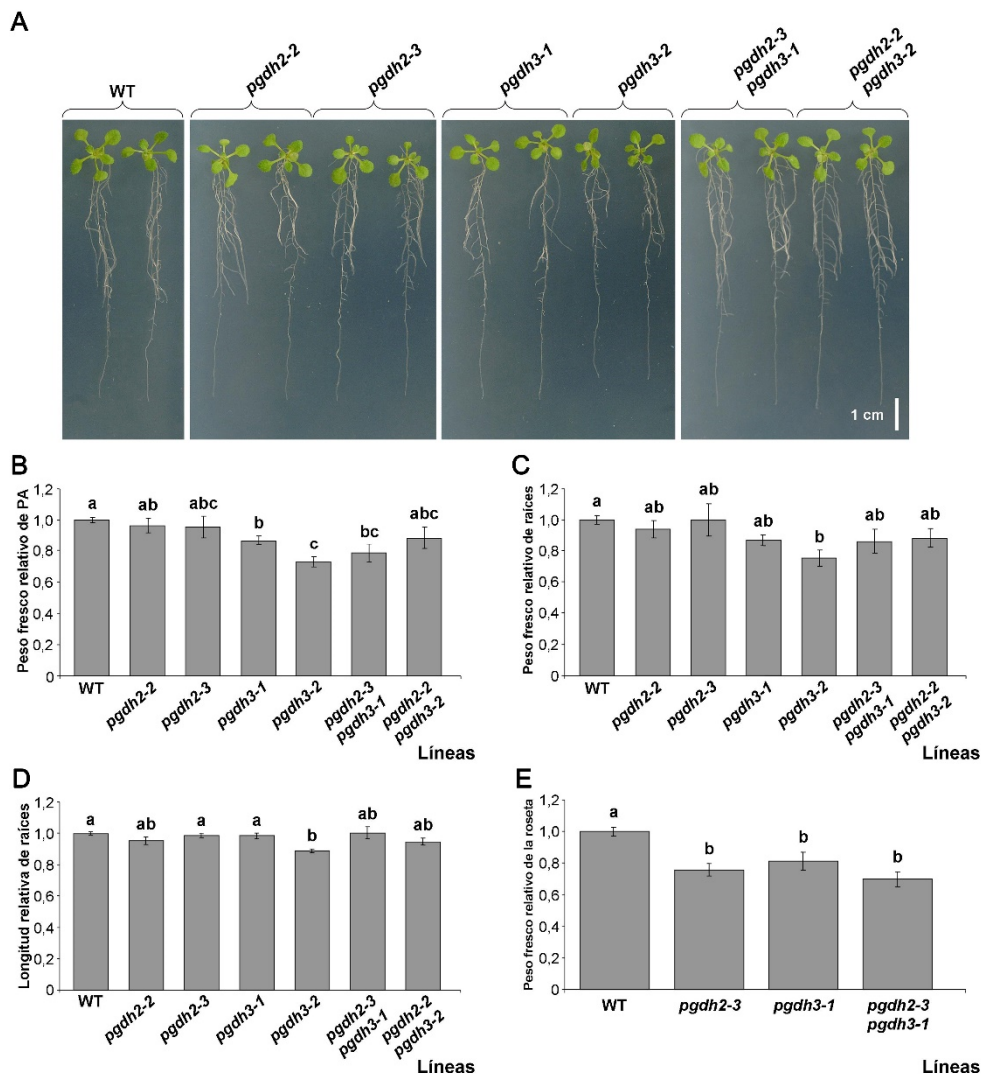 A
WT
pgdh2-2
pgdh2-3
pgdh3-1
pgdh3-2
pgdh2-3
pgdh3-1
pgdh2-2
pgdh3-2
1 cm
B
Peso fresco relativo de PA
1,2
1,0
0,8
0,6
0,4
0,2
0
a
ab
abc
b
c
bc
abc
WT
pgdh2-2
pgdh2-3
pgdh3-1
pgdh3-2
pgdh2-3
pgdh3-1
pgdh2-2
pgdh3-2
Líneas
C
Peso fresco relativo de raíces
1,2
1,0
0,8
0,6
0,4
0,2
0
a
ab
ab
ab
b
ab
ab
WT
pgdh2-2
pgdh2-3
pgdh3-1
pgdh3-2
pgdh2-3
pgdh3-1
pgdh2-2
pgdh3-2
Líneas
D
Longitud relativa de raíces
1,2
1,0
0,8
0,6
0,4
0,2
0
a
ab
a
a
b
ab
ab
WT
pgdh2-2
pgdh2-3
pgdh3-1
pgdh3-2
pgdh2-3
pgdh3-1
pgdh2-2
pgdh3-2
Líneas
E
Peso fresco relativo de la roseta
1,2
1,0
0,8
0,6
0,4
0,2
0
a
b
b
b
WT
pgdh2-3
pgdh3-1
pgdh2-3
pgdh3-1
Líneas